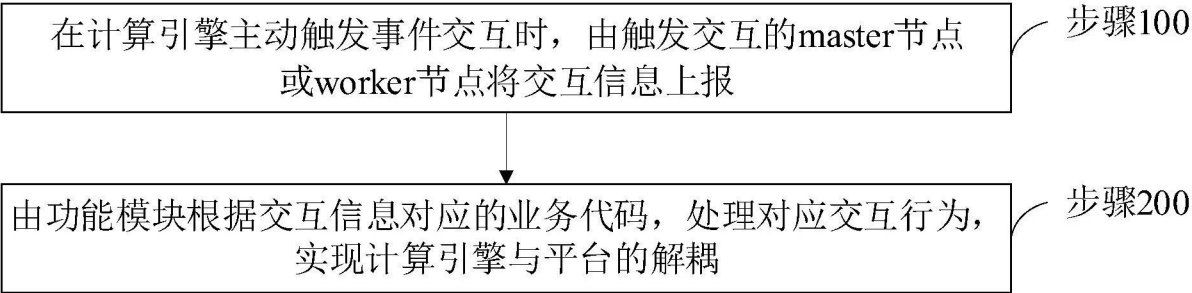 在计算引擎主动触发事件交互时，由触发交互的master节点
或worker节点将交互信息上报
步骤100
由功能模块根据交互信息对应的业务代码，处理对应交互行为，
实现计算引擎与平台的解耦
步骤200